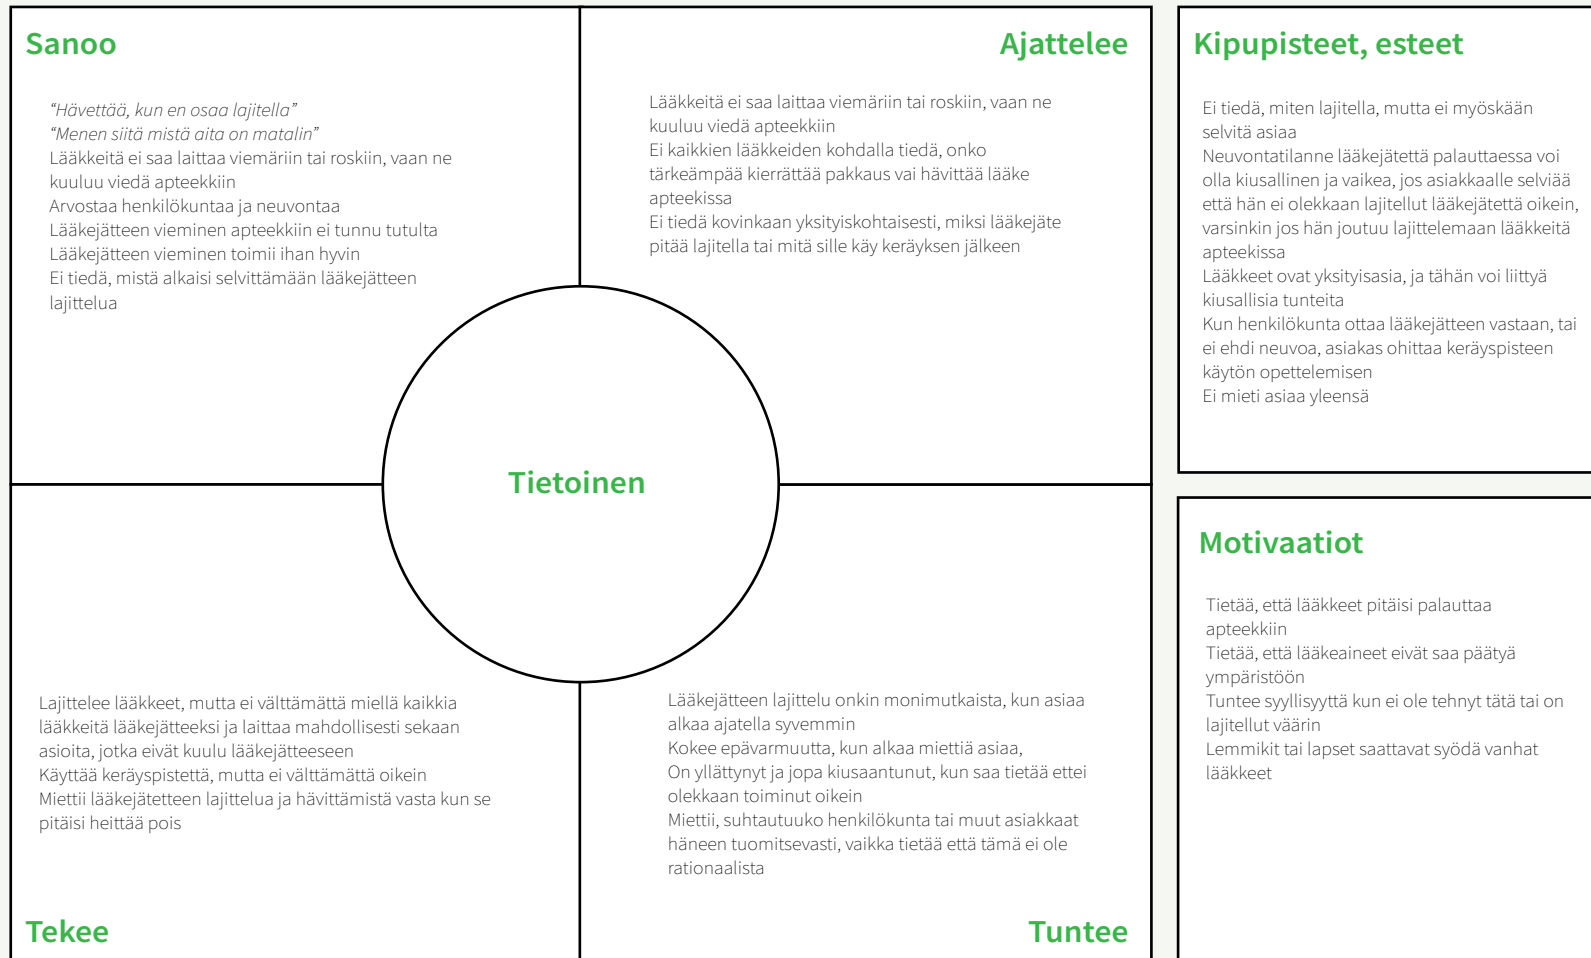 Sanoo
“Hävettää, kun en osaa lajitella”
“Menen siitä mistä aita on matalin”
Lääkkeitä ei saa laittaa viemäriin tai roskiin, vaan ne
kuuluu viedä apteekkiin
Arvostaa henkilökuntaa ja neuvontaa
Lääkejätteen vieminen apteekkiin ei tunnu tutulta
Lääkejätteen vieminen toimii ihan hyvin
Ei tiedä, mistä alkaisi selvittämään lääkejätteen
lajittelua
Ajattelee
Lääkkeitä ei saa laittaa viemäriin tai roskiin, vaan ne
kuuluu viedä apteekkiin
Ei kaikkien lääkkeiden kohdalla tiedä, onko
tärkeämpää kierrättää pakkaus vai hävittää lääke
apteekissa
Ei tiedä kovinkaan yksityiskohtaisesti, miksi lääkejäte
pitää lajitella tai mitä sille käy keräyksen jälkeen
Tietoinen
Lajittelee lääkkeet, mutta ei välttämättä miellä kaikkia
lääkkeitä lääkejätteeksi ja laittaa mahdollisesti sekaan
asioita, jotka eivät kuulu lääkejätteeseen
Käyttää keräyspistettä, mutta ei välttämättä oikein
Miettii lääkejätetteen lajittelua ja hävittämistä vasta kun se
pitäisi heittää pois
Tekee
Lääkejätteen lajittelu onkin monimutkaista, kun asiaa
alkaa ajatella syvemmin
Kokee epävarmuutta, kun alkaa miettiä asiaa,
On yllättynyt ja jopa kiusaantunut, kun saa tietää ettei
olekkaan toiminut oikein
Miettii, suhtautuuko henkilökunta tai muut asiakkaat
häneen tuomitsevasti, vaikka tietää että tämä ei ole
rationaalista
Tuntee
Kipupisteet, esteet
Ei tiedä, miten lajitella, mutta ei myöskään
selvitä asiaa
Neuvontatilanne lääkejätettä palauttaessa voi
olla kiusallinen ja vaikea, jos asiakkaalle selviää
että hän ei olekkaan lajitellut lääkejätettä oikein,
varsinkin jos hän joutuu lajittelemaan lääkkeitä
apteekissa
Lääkkeet ovat yksityisasia, ja tähän voi liittyä
kiusallisia tunteita
Kun henkilökunta ottaa lääkejätteen vastaan, tai
ei ehdi neuvoa, asiakas ohittaa keräyspisteen
käytön opettelemisen
Ei mieti asiaa yleensä
Motivaatiot
Tietää, että lääkkeet pitäisi palauttaa
apteekkiin
Tietää, että lääkeaineet eivät saa päätyä
ympäristöön
Tuntee syyllisyyttä kun ei ole tehnyt tätä tai on
lajitellut väärin
Lemmikit tai lapset saattavat syödä vanhat
lääkkeet